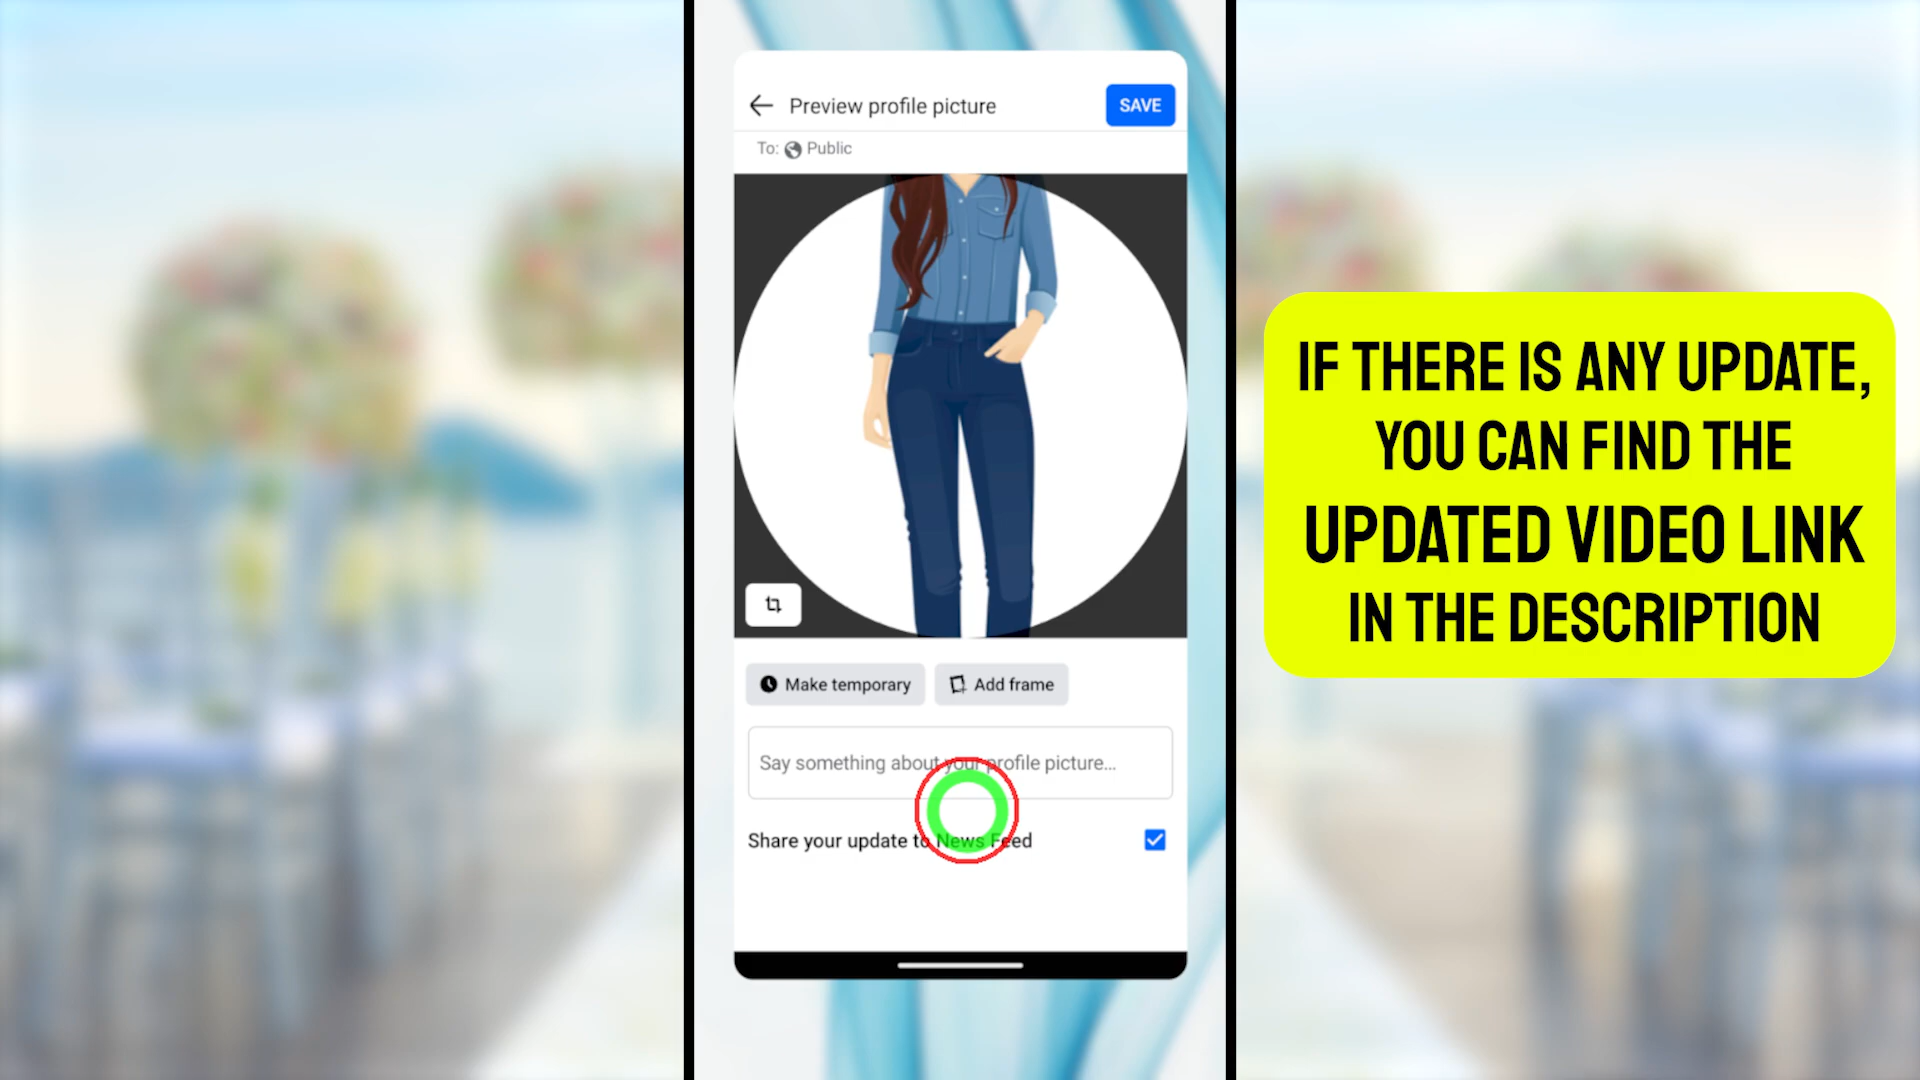 Preview profile picture
SAVE
To: Public
Make temporary
Add frame
Say something about your profile picture...
Share your update to News Feed
IF THERE IS ANY UPDATE,
YOU CAN FIND THE
UPDATED VIDEO LINK
IN THE DESCRIPTION